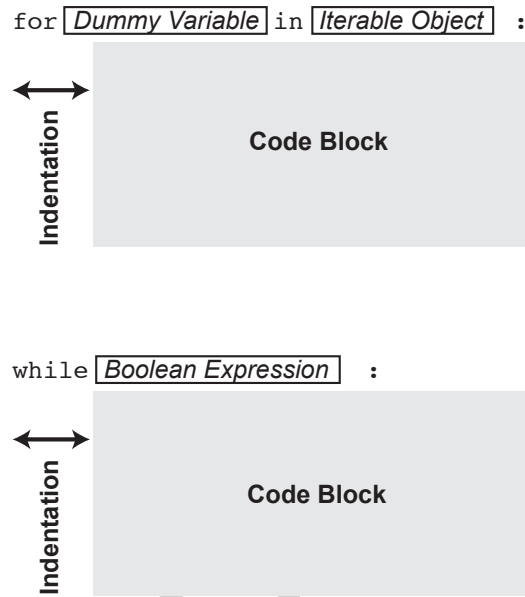 for Dummy Variable in Iterable Object :
Indentation
Code Block
while Boolean Expression :
Indentation
Code Block